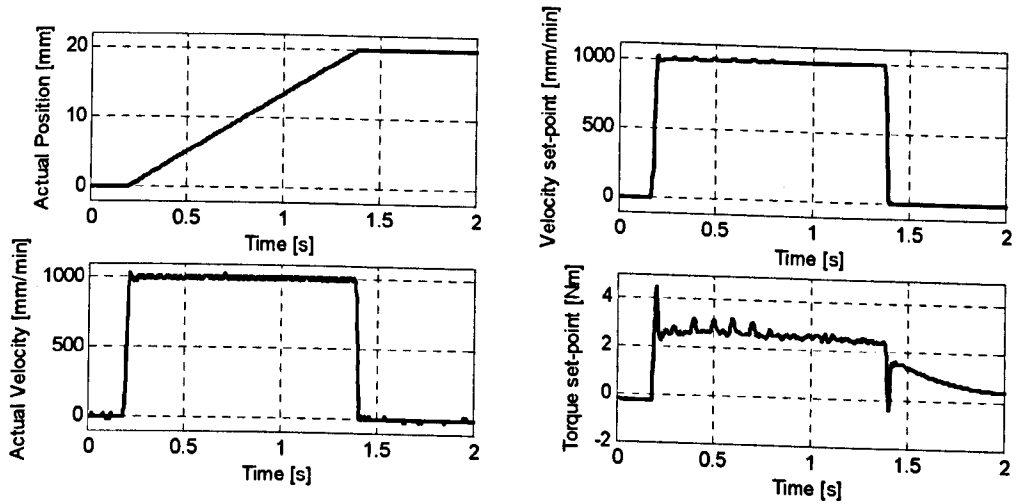 Actual Position [mm]
20
10
0
0 0.5 1 1.5 2
Time [s]
Velocity set-point [mm/min]
1000
500
0
0 0.5 1 1.5 2
Time [s]
Actual Velocity [mm/min]
1000
500
0
0 0.5 1 1.5 2
Time [s]
Torque set-point [Nm]
4
2
0
-2
0 0.5 1 1.5 2
Time [s]